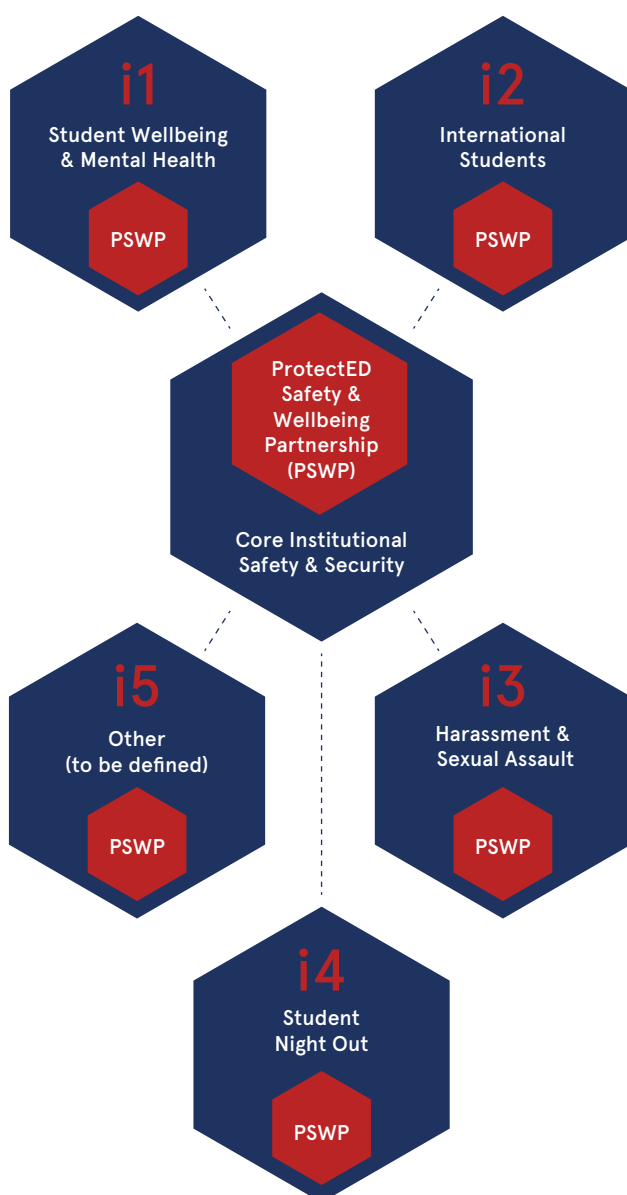 i1
Student Wellbeing
& Mental Health
PSWP
i2
International
Students
PSWP
ProtectED
Safety &
Wellbeing
Partnership
(PSWP)
Core Institutional
Safety & Security
i5
Other
(to be defined)
PSWP
i3
Harassment &
Sexual Assault
PSWP
i4
Student
Night Out
PSWP